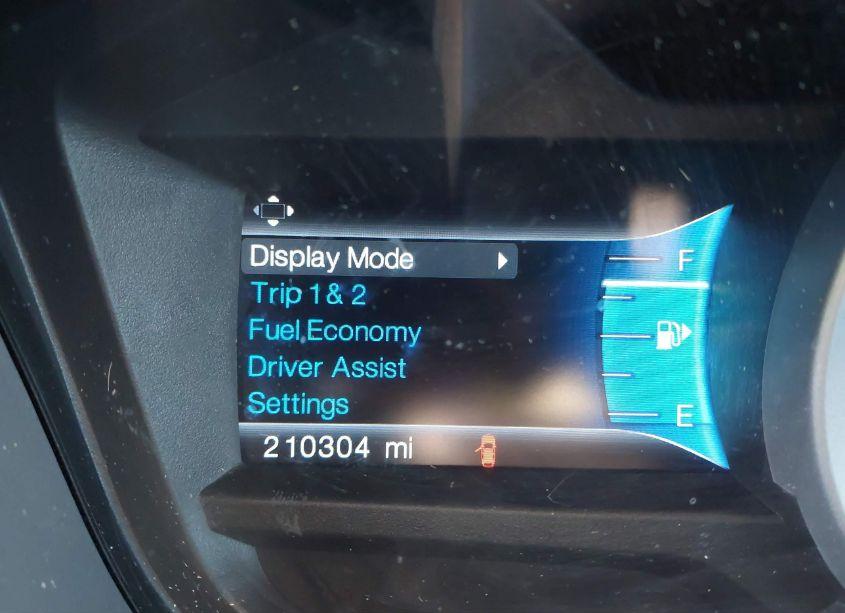 Display Mode
Trip 1 & 2
Fuel Economy
Driver Assist
Settings
210304 mi
F
E